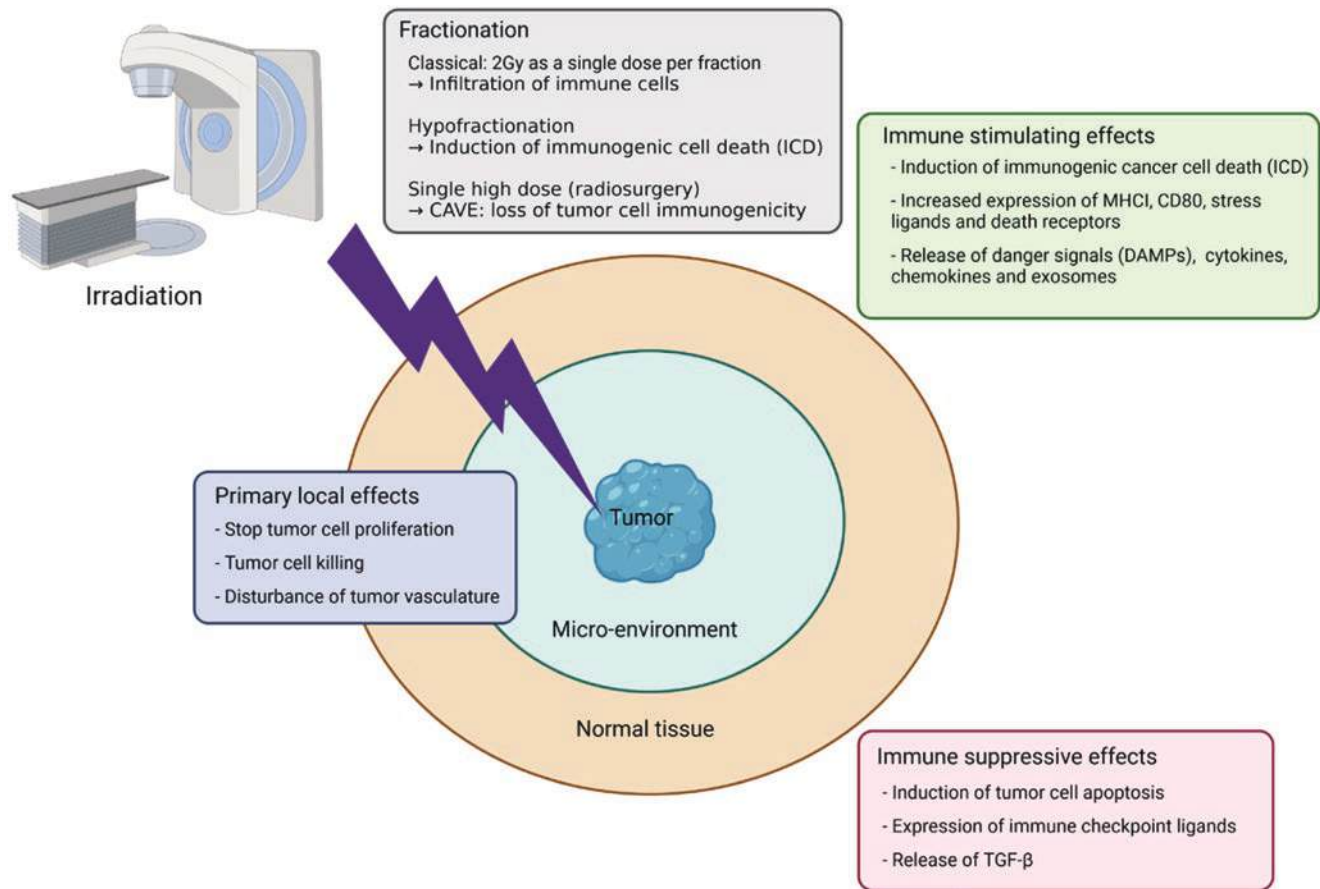 Fractionation
Classical: 2Gy as a single dose per fraction
→ Infiltration of immune cells
Hypofractionation
→ Induction of immunogenic cell death (ICD)
Single high dose (radiosurgery)
→ CAVE: loss of tumor cell immunogenicity
Irradiation
Immune stimulating effects
- Induction of immunogenic cancer cell death (ICD)
- Increased expression of MHCI, CD80, stress
ligands and death receptors
- Release of danger signals (DAMPs), cytokines,
chemokines and exosomes
Primary local effects
- Stop tumor cell proliferation
- Tumor cell killing
- Disturbance of tumor vasculature
Tumor
Micro-environment
Normal tissue
Immune suppressive effects
- Induction of tumor cell apoptosis
- Expression of immune checkpoint ligands
- Release of TGF-β